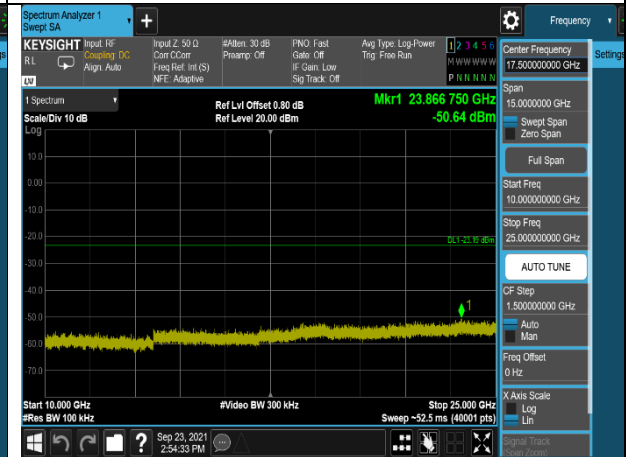 Spectrum Analyzer 1
Swept SA
+
Frequency
KEYSIGHT
RL
Input: RF
Coupling: DC
Align: Auto
Input Z: 50 Ω
Corr CCorr
Freq Ref: Int (S)
NFE: Adaptive
#Atten: 30 dB
Preamp: Off
PNO: Fast
Gate: Off
IF Gain: Low
Sig Track: Off
Avg Type: Log-Power
Trig: Free Run
1 2 3 4 5 6
M W W W W W
P N N N N N
Settings
1 Spectrum
Scale/Div 10 dB
Log
Ref Lvl Offset 0.80 dB
Ref Level 20.00 dBm
Mkr1 23.866 750 GHz
-50.64 dBm
10.0
0.00
-10.0
-20.0
-30.0
-40.0
-50.0
-60.0
-70.0
1
Start 10.000 GHz
#Res BW 100 kHz
#Video BW 300 kHz
Stop 25.000 GHz
Sweep ~52.5 ms (40001 pts)
Center Frequency
17.500000000 GHz
Span
15.0000000 GHz
Swept Span
Zero Span
Full Span
Start Freq
10.000000000 GHz
Stop Freq
25.000000000 GHz
AUTO TUNE
CF Step
1.500000000 GHz
Auto
Man
Freq Offset
0 Hz
X Axis Scale
Log
Lin
Signal Track
(Span Zoom)
?
Sep 23, 2021
2:54:33 PM